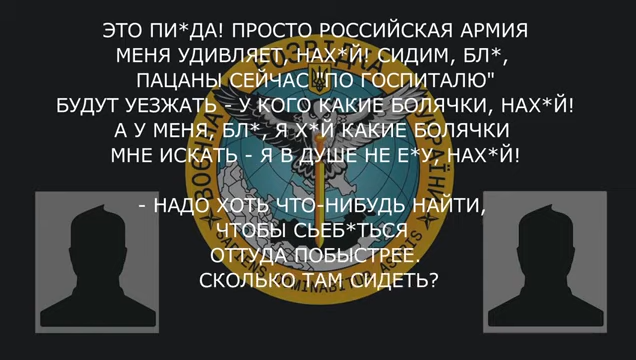 ЭТО ПИ*ДА! ПРОСТО РОССИЙСКАЯ АРМИЯ
МЕНЯ УДИВЛЯЕТ, НАХ*Й! СИДИМ, БЛ*,
ПАЦАНЫ СЕЙЧАС "ПО ГОСПИТАЛЮ"
БУДУТ УЕЗЖАТЬ - У КОГО КАКИЕ БОЛЯЧКИ, НАХ*Й!
А У МЕНЯ, БЛ*, Я Х*Й КАКИЕ БОЛЯЧКИ
МНЕ ИСКАТЬ - Я В ДУШЕ НЕ Е*У, НАХ*Й!
- НАДО ХОТЬ ЧТО-НИБУДЬ НАЙТИ,
ЧТОБЫ СЬЕБ*ТЬСЯ
ОТТУДА ПОБЫСТРЕЕ.
СКОЛЬКО ТАМ СИДЕТЬ?